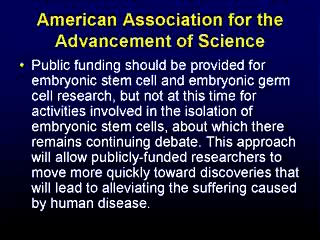 American Association for the
Advancement of Science
• Public funding should be provided for
embryonic stem cell and embryonic germ
cell research, but not at this time for
activities involved in the isolation of
embryonic stem cells, about which there
remains continuing debate. This approach
will allow publicly-funded researchers to
move more quickly toward discoveries that
will lead to alleviating the suffering caused
by human disease.